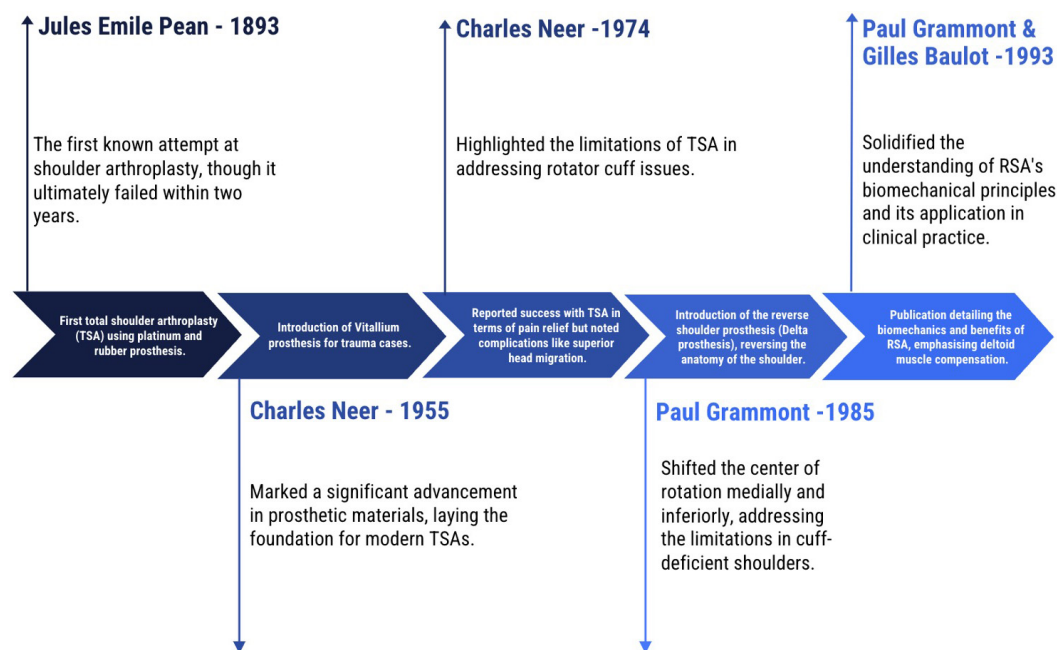 Jules Emile Pean - 1893
The first known attempt at
shoulder arthroplasty, though it
ultimately failed within two
years.
Charles Neer -1974
Highlighted the limitations of TSA in
addressing rotator cuff issues.
Paul Grammont &
Gilles Baulot -1993
Solidified the
understanding of RSA's
biomechanical principles
and its application in
clinical practice.
First total shoulder arthroplasty
(TSA) using platinum and
rubber prosthesis.
Introduction of Vitallium
prosthesis for trauma cases.
Reported success with TSA in
terms of pain relief but noted
complications like superior
head migration.
Introduction of the reverse
shoulder prosthesis (Delta
prosthesis), reversing the
anatomy of the shoulder.
Publication detailing the
biomechanics and benefits of
RSA, emphasising deltoid
muscle compensation.
Charles Neer - 1955
Marked a significant advancement
in prosthetic materials, laying the
foundation for modern TSAs.
Paul Grammont -1985
Shifted the center of
rotation medially and
inferiorly, addressing
the limitations in cuff-
deficient shoulders.